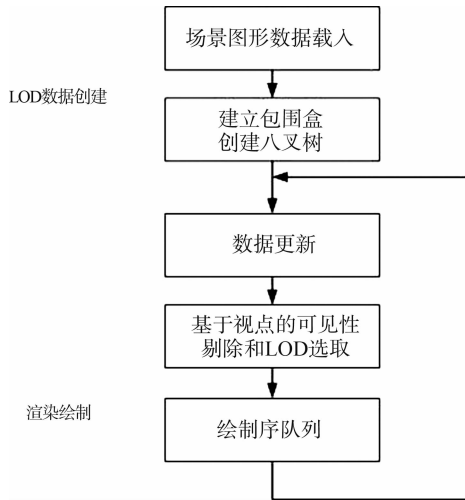 场景图形数据载入
LOD数据创建
建立包围盒
创建八叉树
数据更新
基于视点的可见性
剔除和LOD选取
渲染绘制
绘制序队列